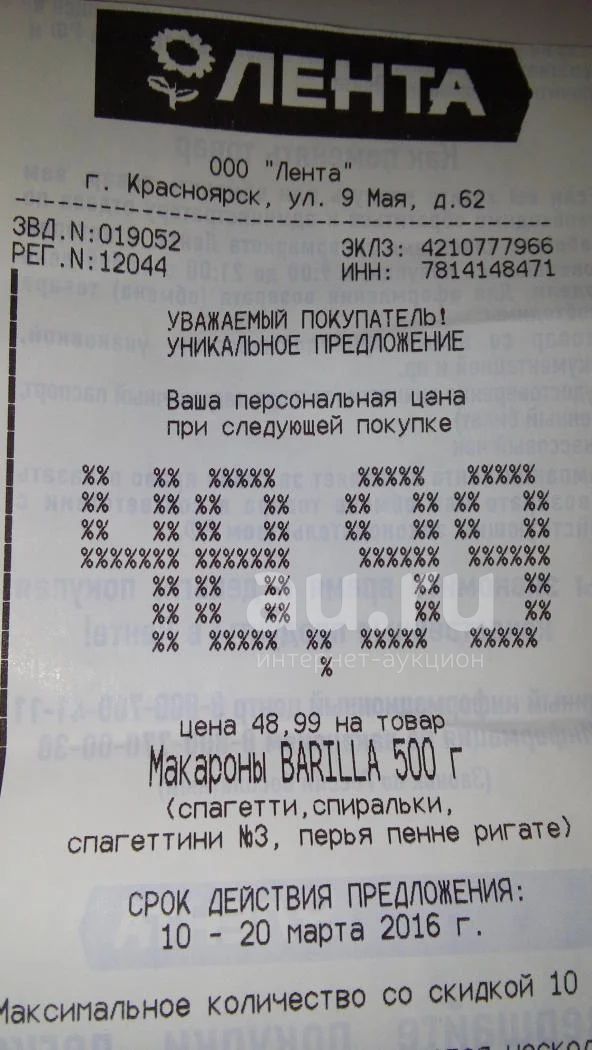 ЛЕНТА
ООО "Лента"
г. Красноярск, ул. 9 Мая, д.62
ЗВД.N:019052 ЭКЛЗ: 4210777966
РЕГ.N:12044 ИНН: 7814148471
УВАЖАЕМЫЙ ПОКУПАТЕЛЬ!
УНИКАЛЬНОЕ ПРЕДЛОЖЕНИЕ
Ваша персональная цена
при следующей покупке
48,99
au.ru
интернет-аукцион
цена 48,99 на товар
Макароны BARILLA 500 г
(спагетти,спиральки,
спагеттини №3, перья пенне ригате)
СРОК ДЕЙСТВИЯ ПРЕДЛОЖЕНИЯ:
10 - 20 марта 2016 г.
Максимальное количество со скидкой 10